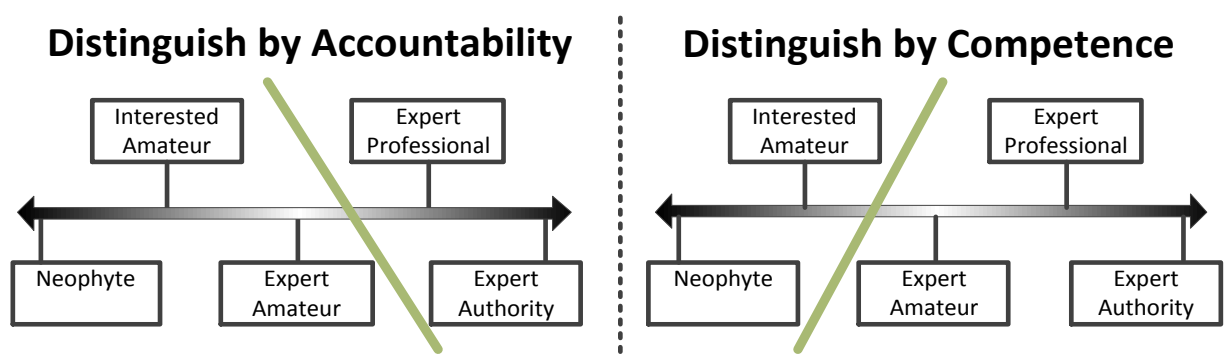 Distinguish by Accountability
Interested
Amateur
Expert
Professional
Neophyte
Expert
Amateur
Expert
Authority
Distinguish by Competence
Interested
Amateur
Expert
Professional
Neophyte
Expert
Amateur
Expert
Authority